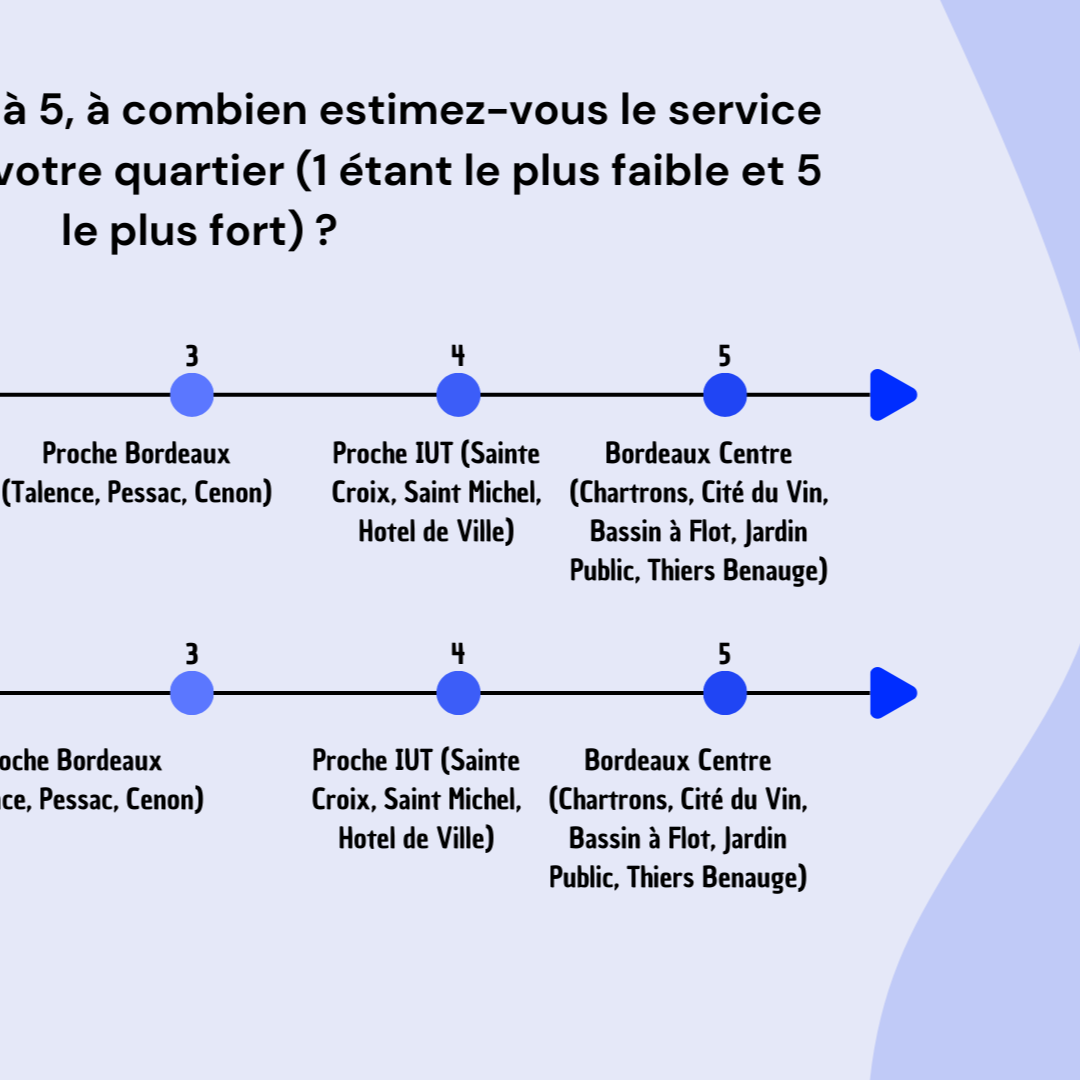 à 5, à combien estimez-vous le service
votre quartier (1 étant le plus faible et 5
le plus fort) ?
3
4
5
Proche Bordeaux
(Talence, Pessac, Cenon)
Proche IUT (Sainte
Croix, Saint Michel,
Hotel de Ville)
Bordeaux Centre
(Chartrons, Cité du Vin,
Bassin à Flot, Jardin
Public, Thiers Benauge)
3
4
5
oche Bordeaux
ce, Pessac, Cenon)
Proche IUT (Sainte
Croix, Saint Michel,
Hotel de Ville)
Bordeaux Centre
(Chartrons, Cité du Vin,
Bassin à Flot, Jardin
Public, Thiers Benauge)